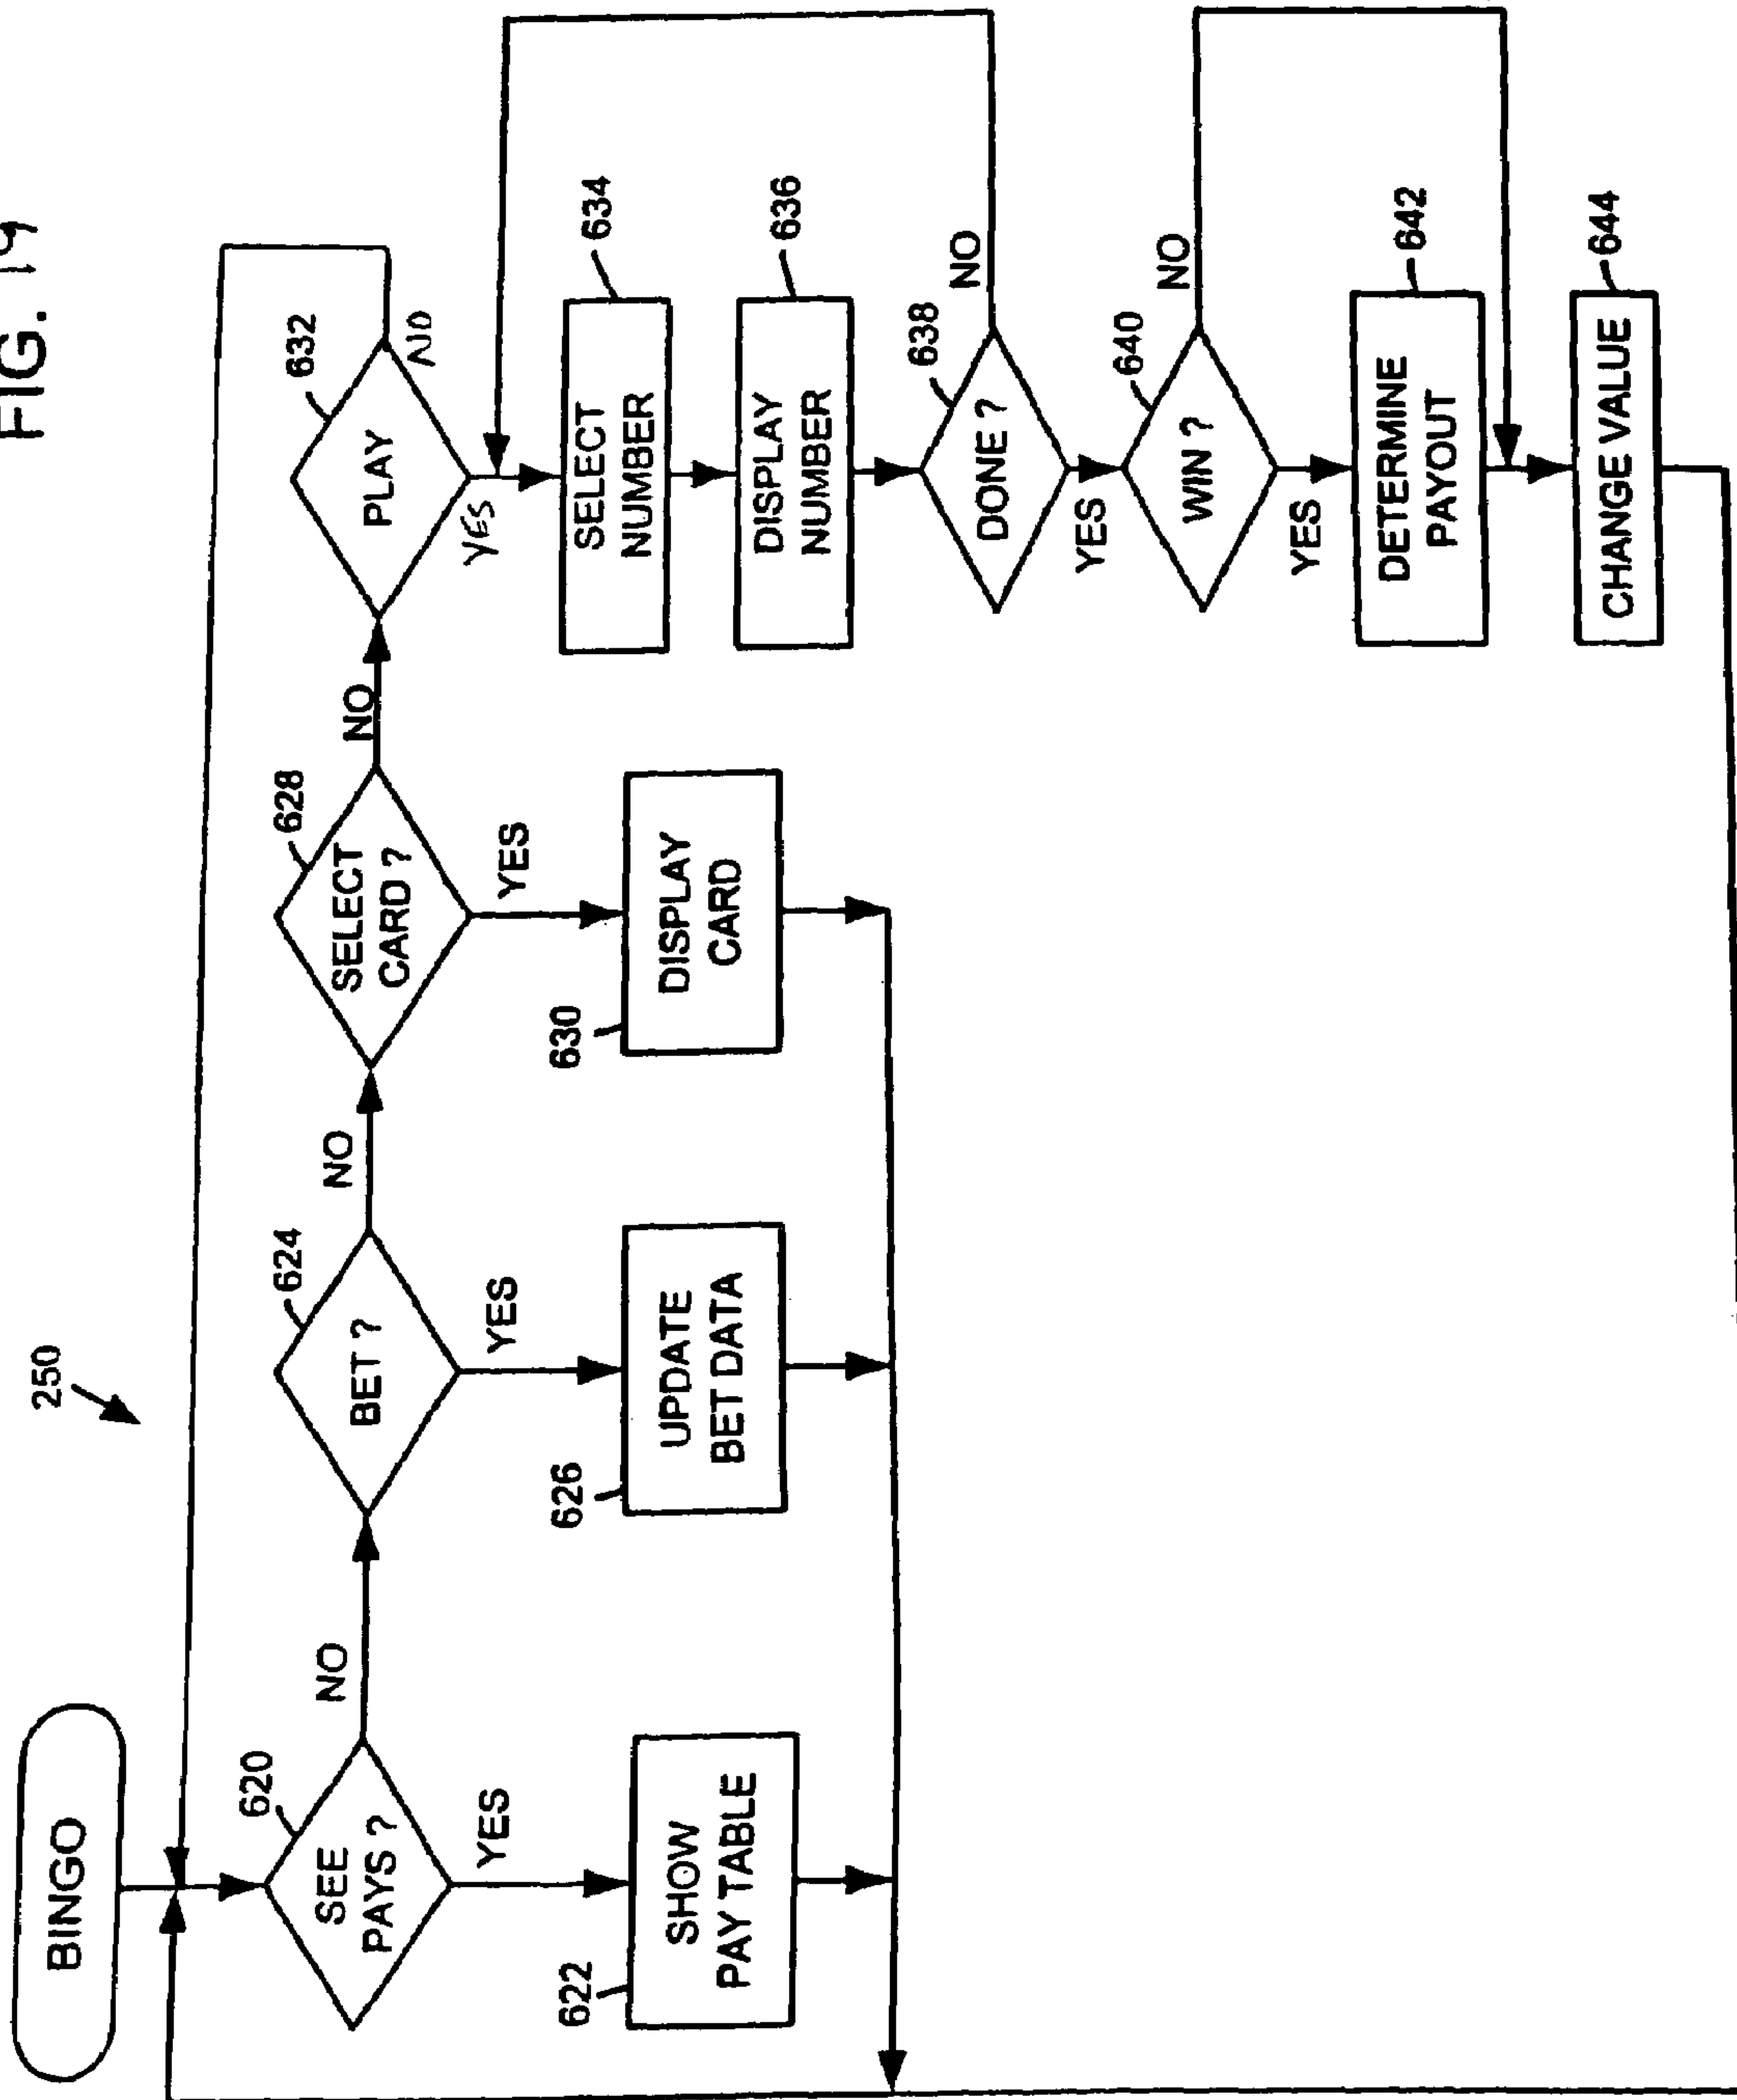 FIG. 19
250
BINGO
620
SEE
PAYS ?
NO
YES
622
SHOW
PAY TABLE
624
BET ?
NO
YES
626
UPDATE
BET DATA
628
SELECT
CARD ?
NO
YES
630
DISPLAY
CARD
632
PLAY
NO
YES
634
SELECT
NUMBER
636
DISPLAY
NUMBER
638
DONE ?
NO
YES
640
WIN ?
NO
YES
642
DETERMINE
PAYOUT
644
CHANGE VALUE